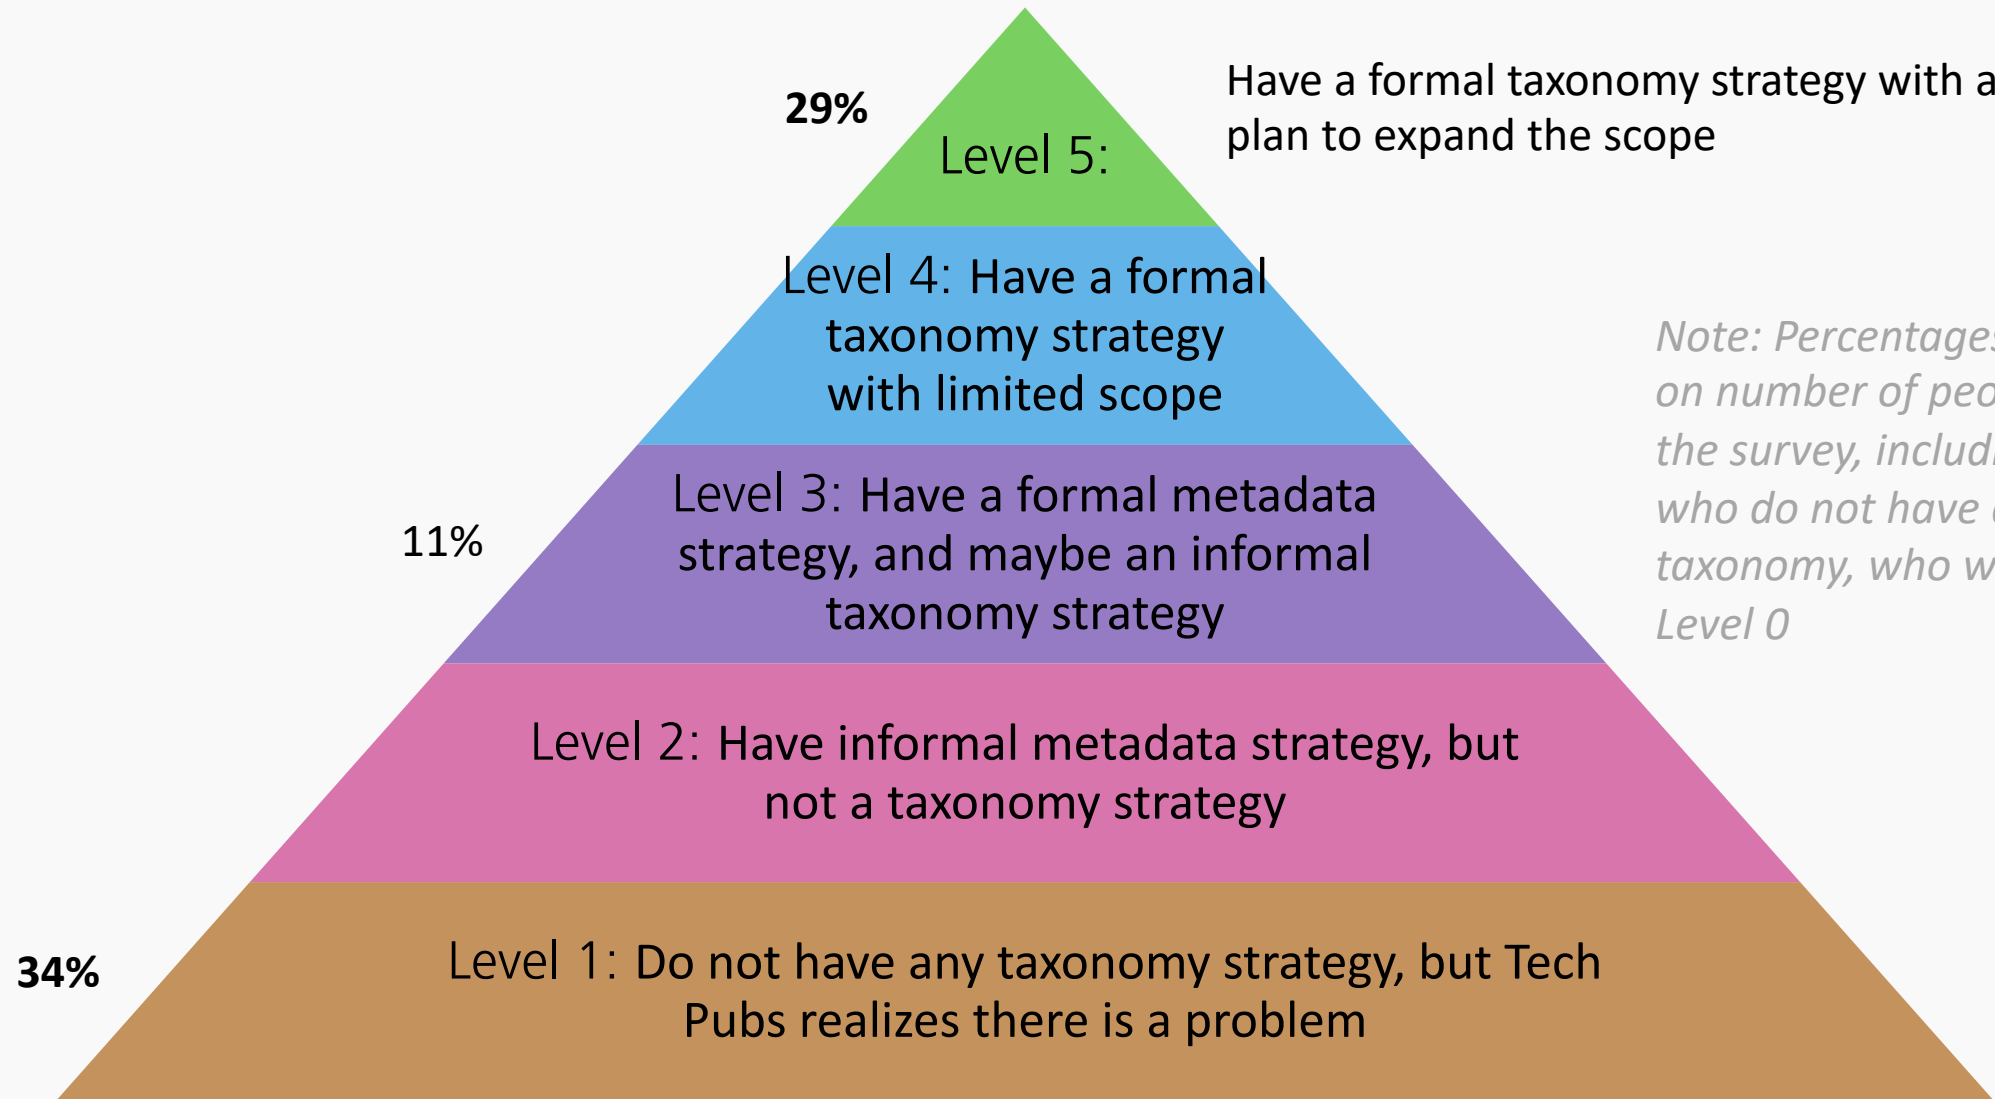 29%
Have a formal taxonomy strategy with a
plan to expand the scope
Level 5:
Level 4: Have a formal
taxonomy strategy
with limited scope
Note: Percentages
on number of
the survey,
who do not have
taxonomy, who
Level 0
11%
Level 3: Have a formal metadata
strategy, and maybe an informal
taxonomy strategy
Level 2: Have informal metadata strategy, but
not a taxonomy strategy
34%
Level 1: Do not have any taxonomy strategy, but Tech
Pubs realizes there is a problem